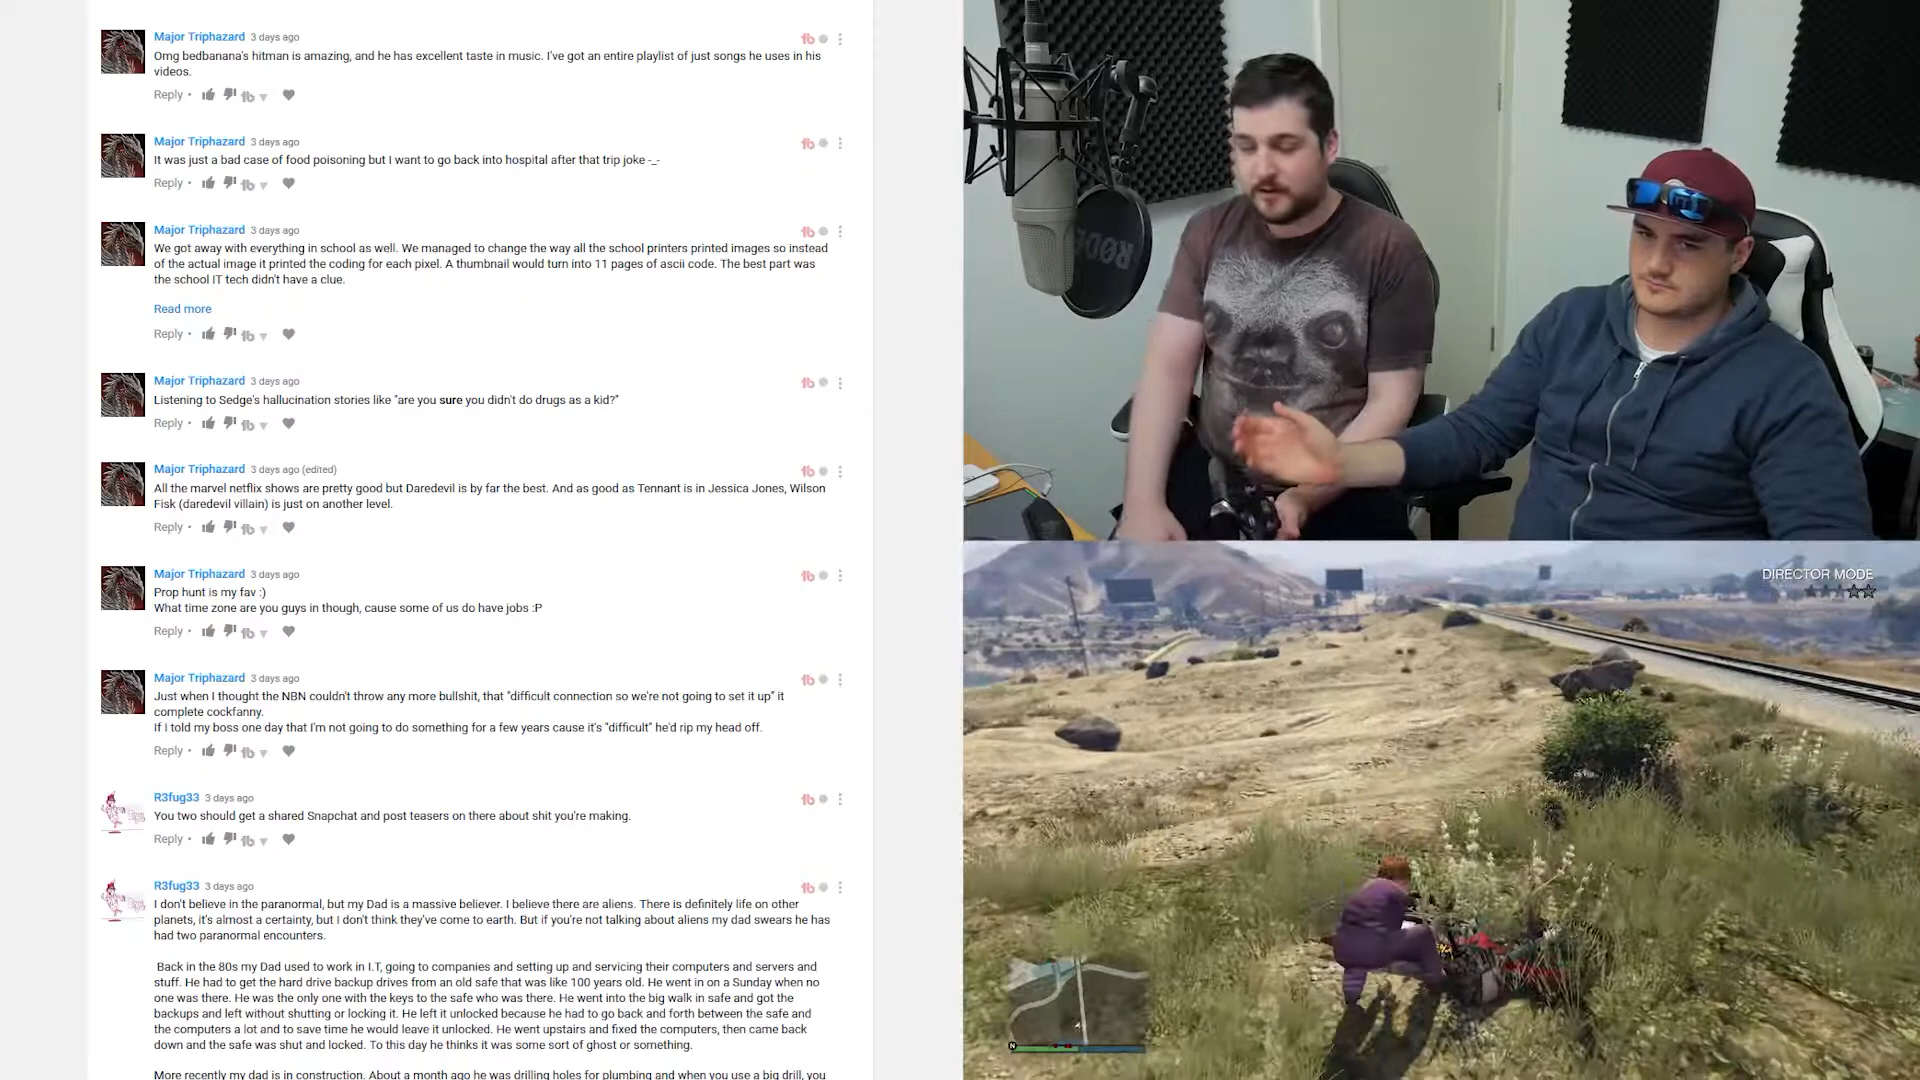 Major Triphazard 3 days ago
Omg bedbanana's hitman is amazing, and he has excellent taste in music. I've got an entire playlist of just songs he uses in his
videos.
Reply •
Major Triphazard 3 days ago
It was just a bad case of food poisoning but I want to go back into hospital after that trip joke -_-
Reply •
Major Triphazard 3 days ago
We got away with everything in school as well. We managed to change the way all the school printers printed images so instead
of the actual image it printed the coding for each pixel. A thumbnail would turn into 11 pages of ascii code. The best part was
the school IT tech didn't have a clue.
Read more
Reply •
Major Triphazard 3 days ago
Listening to Sedge's hallucination stories like "are you sure you didn't do drugs as a kid?"
Reply •
Major Triphazard 3 days ago (edited)
All the marvel netflix shows are pretty good but Daredevil is by far the best. And as good as Tennant is in Jessica Jones, Wilson
Fisk (daredevil villain) is just on another level.
Reply •
Major Triphazard 3 days ago
Prop hunt is my fav :)
What time zone are you guys in though, cause some of us do have jobs :P
Reply •
Major Triphazard 3 days ago
Just when I thought the NBN couldn't throw any more bullshit, that "difficult connection so we're not going to set it up" it
complete cockfanny.
If I told my boss one day that I'm not going to do something for a few years cause it's "difficult" he'd rip my head off.
Reply •
R3fug33 3 days ago
You two should get a shared Snapchat and post teasers on there about shit you're making.
Reply •
R3fug33 3 days ago
I don't believe in the paranormal, but my Dad is a massive believer. I believe there are aliens. There is definitely life on other
planets, it's almost a certainty, but I don't think they've come to earth. But if you're not talking about aliens my dad swears he has
had two paranormal encounters.
Back in the 80s my Dad used to work in I.T, going to companies and setting up and servicing their computers and servers and
stuff. He had to get the hard drive backup drives from an old safe that was like 100 years old. He went in on a Sunday when no
one was there. He was the only one with the keys to the safe who was there. He went into the big walk in safe and got the
backups and left without shutting or locking it. He left it unlocked because he had to go back and forth between the safe and
the computers a lot and to save time he would leave it unlocked. He went upstairs and fixed the computers, then came back
down and the safe was shut and locked. To this day he thinks it was some sort of ghost or something.
More recently my dad is in construction. About a month ago he was drilling holes for plumbing and when you use a big drill, you
RØDE
DIRECTOR MODE
N